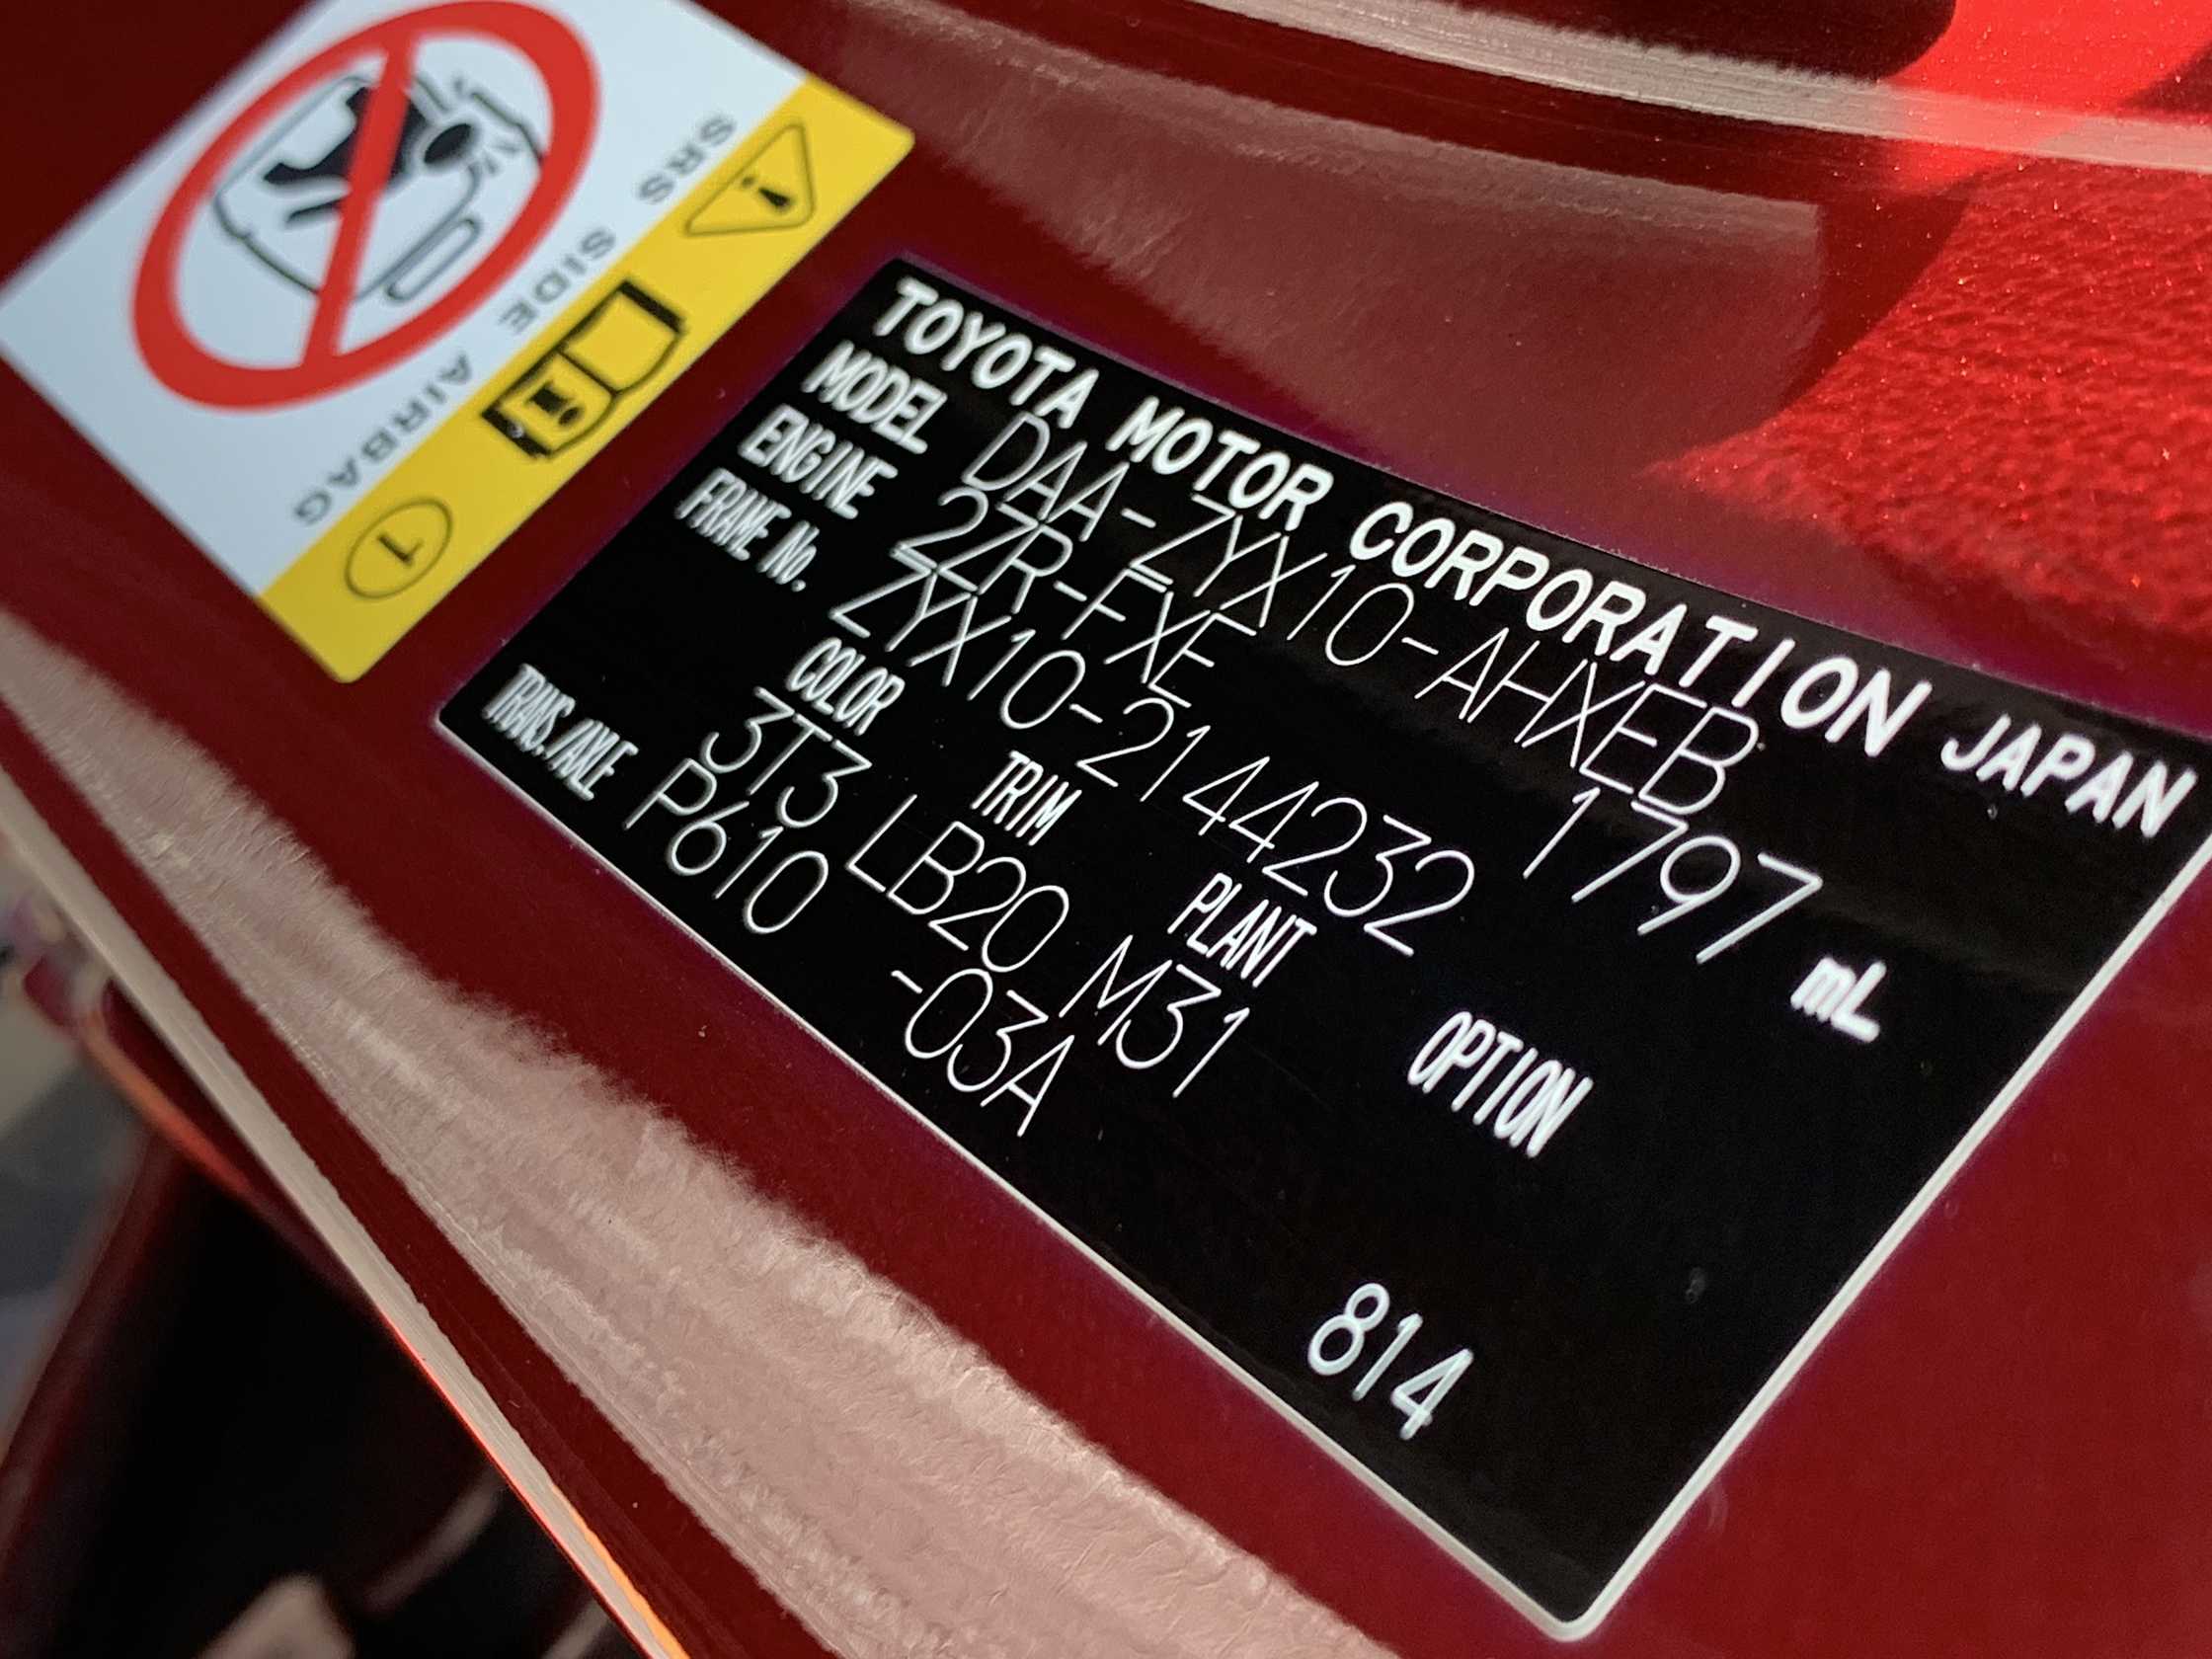 SRS SIDE AIRBAG
1
TOYOTA MOTOR CORPORATION JAPAN
MODEL DAA-ZYX10-AHXEB
ENGINE 2ZR-FXE 1797 mL
FRAME No. ZYX10-2144232
COLOR TRIM PLANT OPTION
3T3 LB20 M31
TRANS./AXLE P610 -03A
814